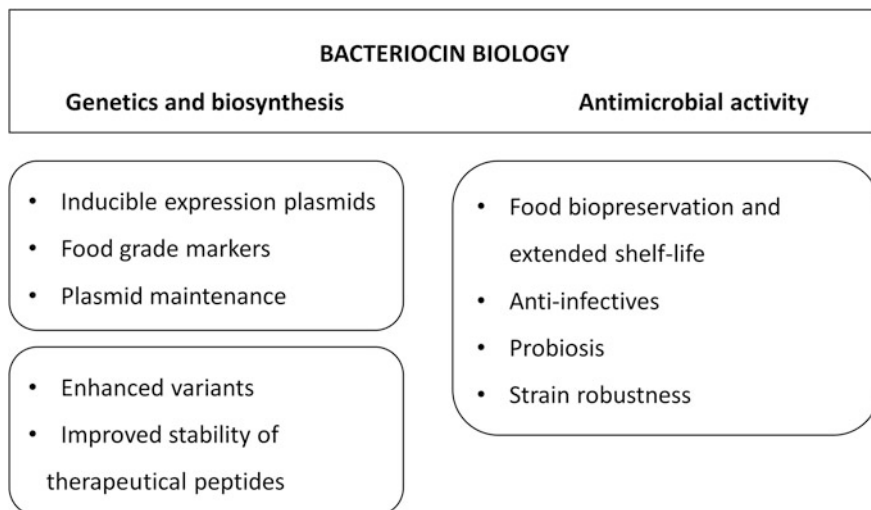 BACTERIOCIN BIOLOGY
Genetics and biosynthesis
Antimicrobial activity
• Inducible expression plasmids
• Food grade markers
• Plasmid maintenance
• Enhanced variants
• Improved stability of
therapeutical peptides
• Food biopreservation and
extended shelf-life
• Anti-infectives
• Probiosis
• Strain robustness